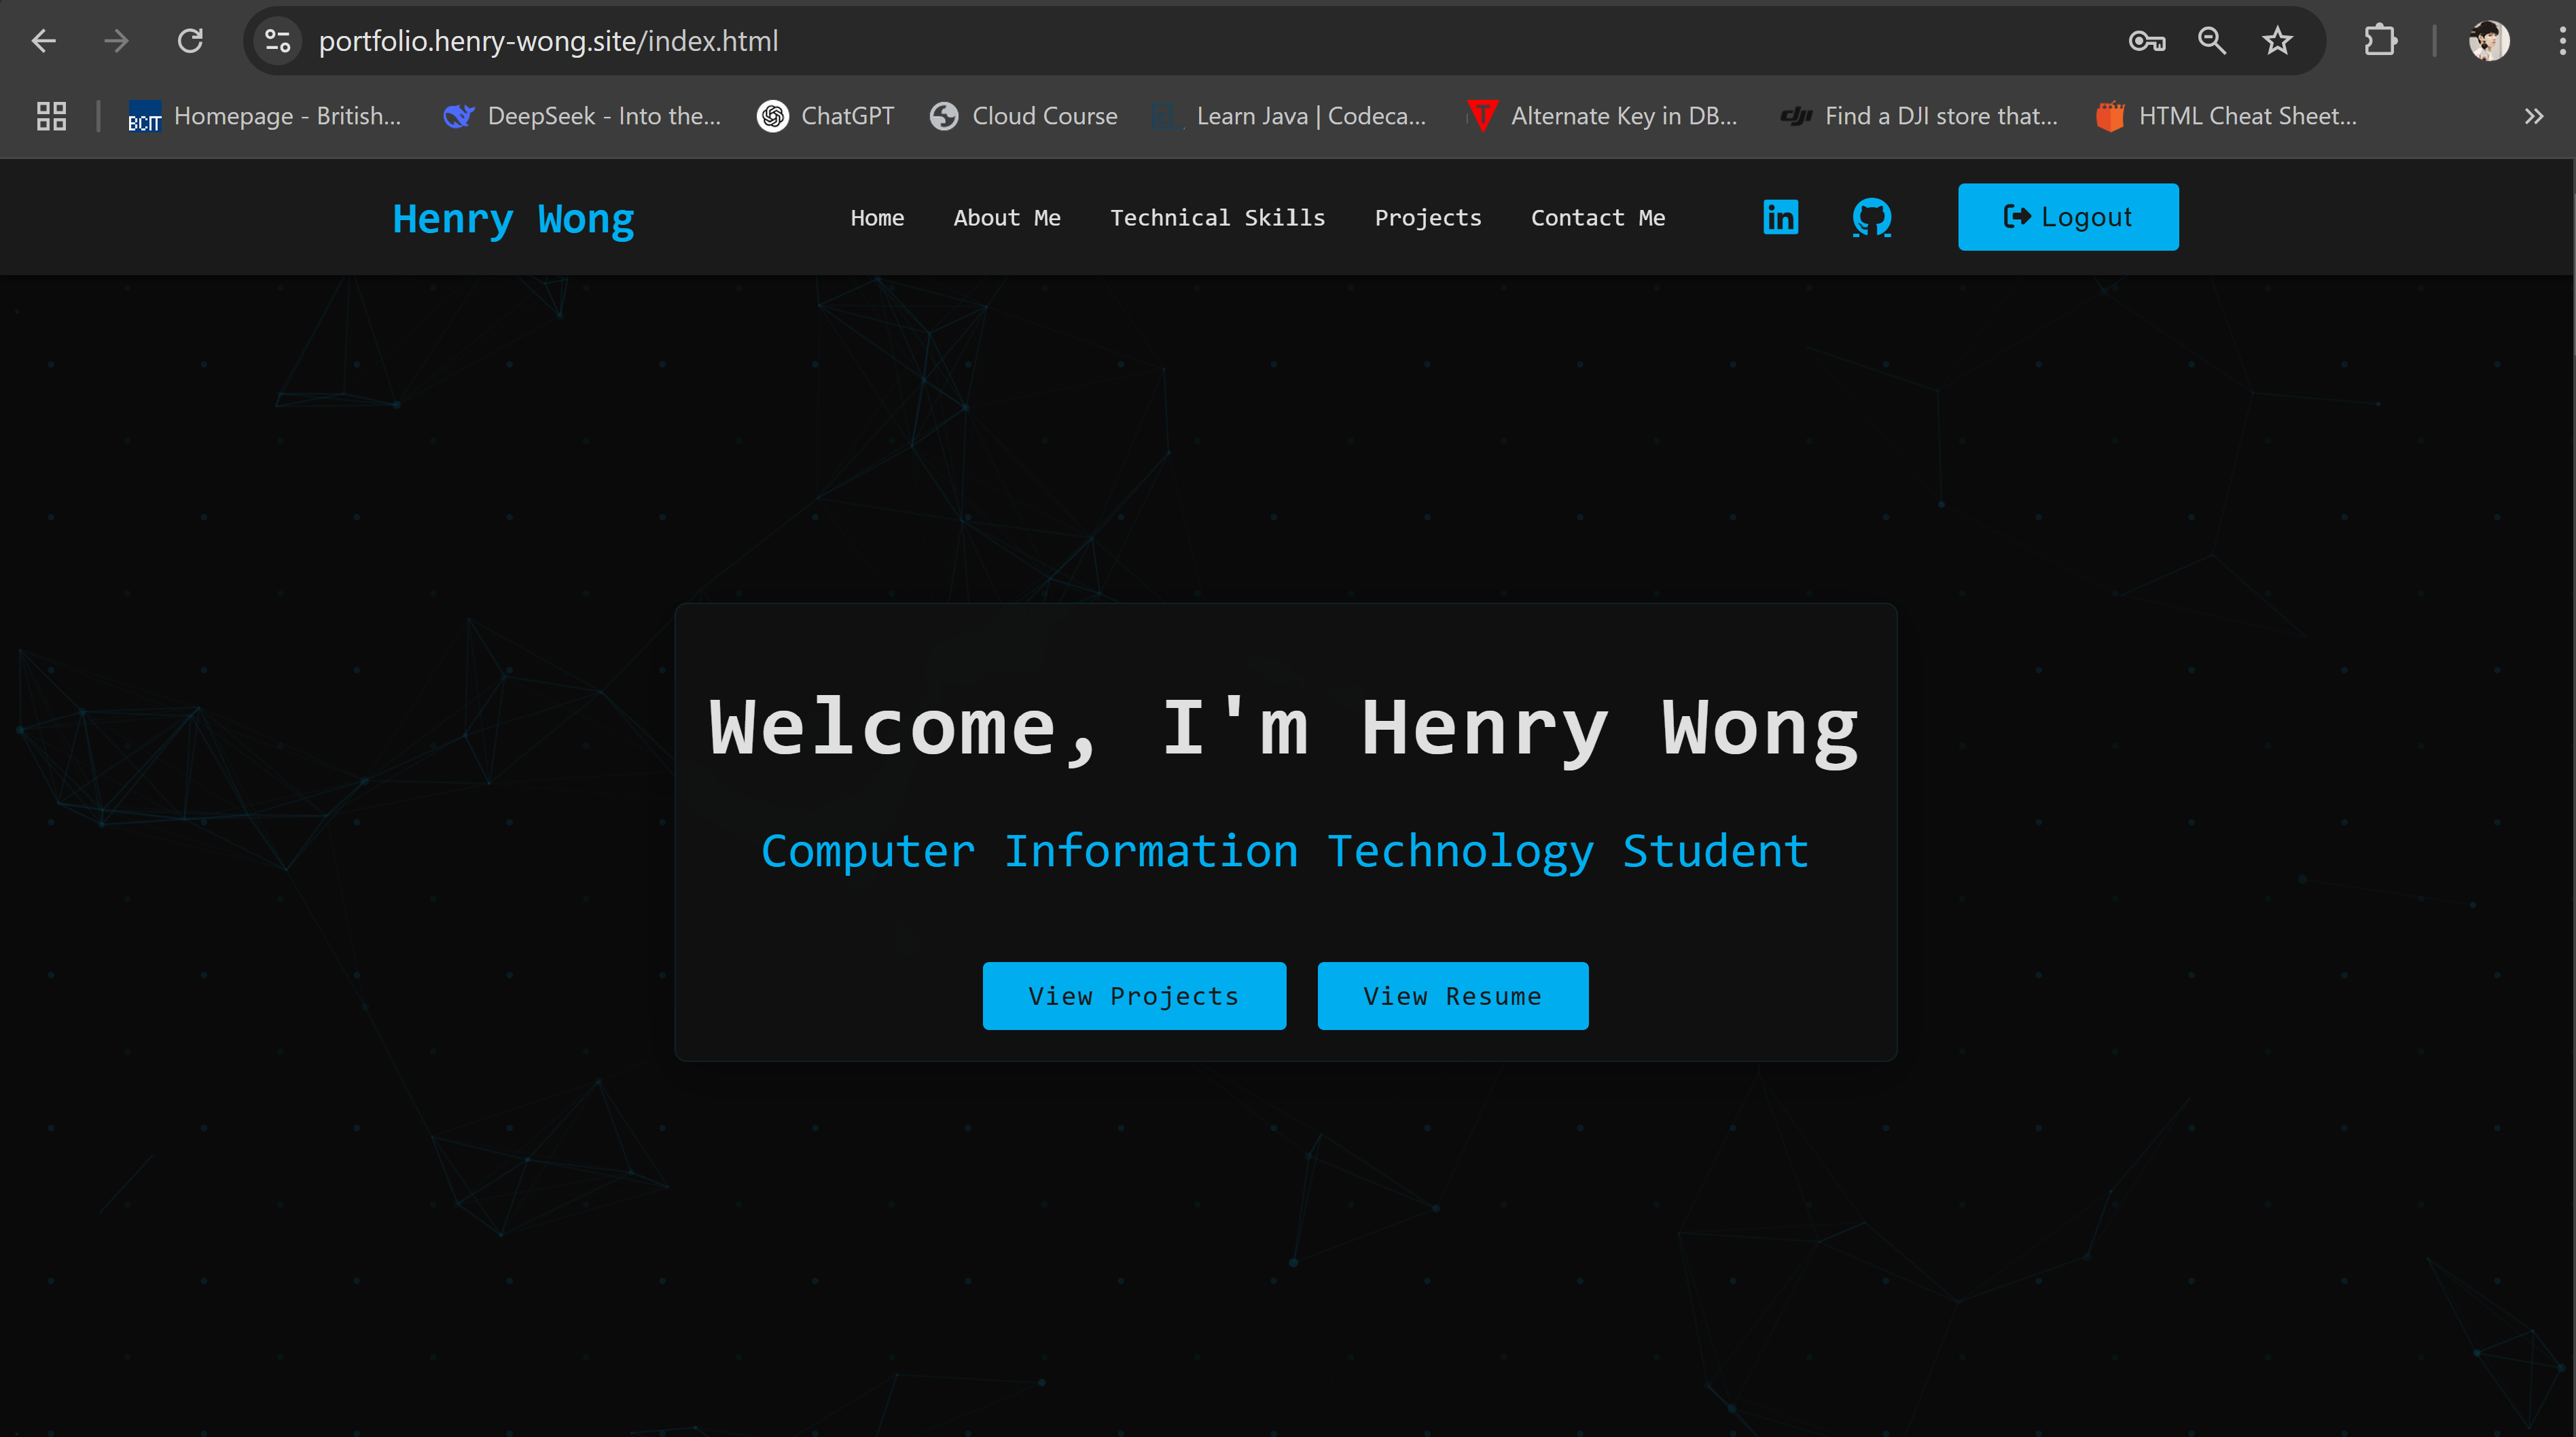 portfolio.henry-wong.site/index.html
BCIT Homepage - British... DeepSeek - Into the... ChatGPT Cloud Course Learn Java | Codeca... T Alternate Key in DB... dji Find a DJI store that... HTML Cheat Sheet...
Henry Wong Home About Me Technical Skills Projects Contact Me in Logout
Welcome, I'm Henry Wong
Computer Information Technology Student
View Projects View Resume